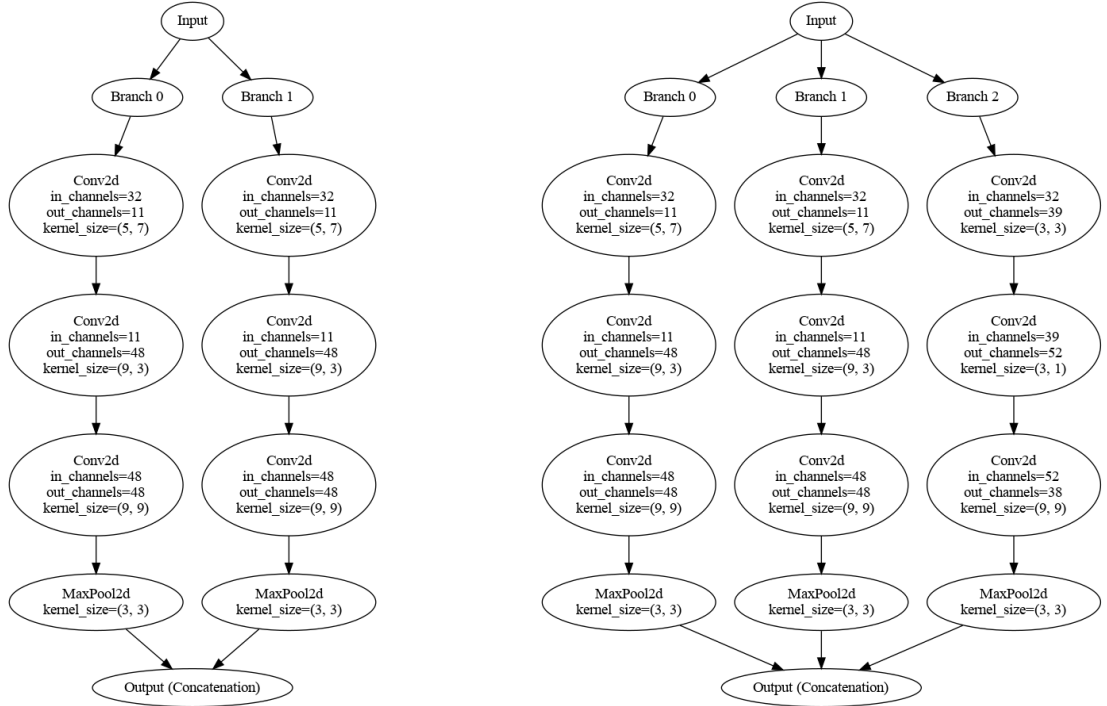 Input
Branch 0
Branch 1
Conv2d
in_channels=32
out_channels=11
kernel_size=(5, 7)
Conv2d
in_channels=32
out_channels=11
kernel_size=(5, 7)
Conv2d
in_channels=11
out_channels=48
kernel_size=(9, 3)
Conv2d
in_channels=11
out_channels=48
kernel_size=(9, 3)
Conv2d
in_channels=48
out_channels=48
kernel_size=(9, 9)
Conv2d
in_channels=48
out_channels=48
kernel_size=(9, 9)
MaxPool2d
kernel_size=(3, 3)
MaxPool2d
kernel_size=(3, 3)
Output (Concatenation)
Input
Branch 0
Branch 1
Branch 2
Conv2d
in_channels=32
out_channels=11
kernel_size=(5, 7)
Conv2d
in_channels=32
out_channels=11
kernel_size=(5, 7)
Conv2d
in_channels=32
out_channels=39
kernel_size=(3, 3)
Conv2d
in_channels=11
out_channels=48
kernel_size=(9, 3)
Conv2d
in_channels=11
out_channels=48
kernel_size=(9, 3)
Conv2d
in_channels=39
out_channels=52
kernel_size=(3, 1)
Conv2d
in_channels=48
out_channels=48
kernel_size=(9, 9)
Conv2d
in_channels=48
out_channels=48
kernel_size=(9, 9)
Conv2d
in_channels=52
out_channels=38
kernel_size=(9, 9)
MaxPool2d
kernel_size=(3, 3)
MaxPool2d
kernel_size=(3, 3)
MaxPool2d
kernel_size=(3, 3)
Output (Concatenation)